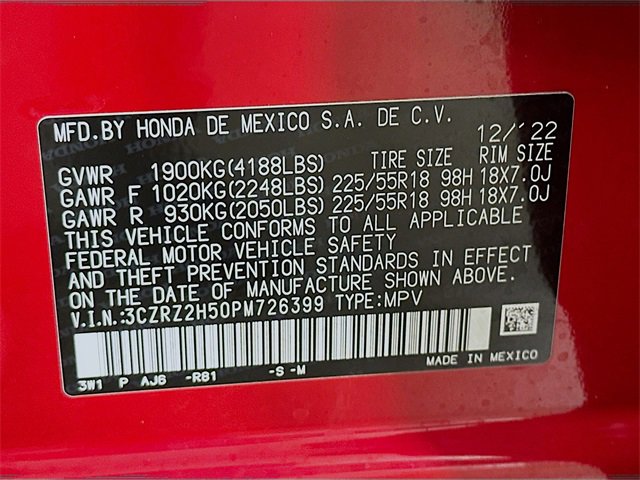 MFD.BY HONDA DE MEXICO S.A. DE C.V. 12/'22
GVWR 1900KG(4188LBS) TIRE SIZE RIM SIZE
GAWR F 1020KG(2248LBS) 225/55R18 98H 18X7.0J
GAWR R 930KG(2050LBS) 225/55R18 98H 18X7.0J
THIS VEHICLE CONFORMS TO ALL APPLICABLE
FEDERAL MOTOR VEHICLE SAFETY
AND THEFT PREVENTION STANDARDS IN EFFECT
ON THE DATE OF MANUFACTURE SHOWN ABOVE.
V.I.N.:3CZRZ2H50PM726399 TYPE:MPV
MADE IN MEXICO
3W1 P AJ6 -R81 -S -M